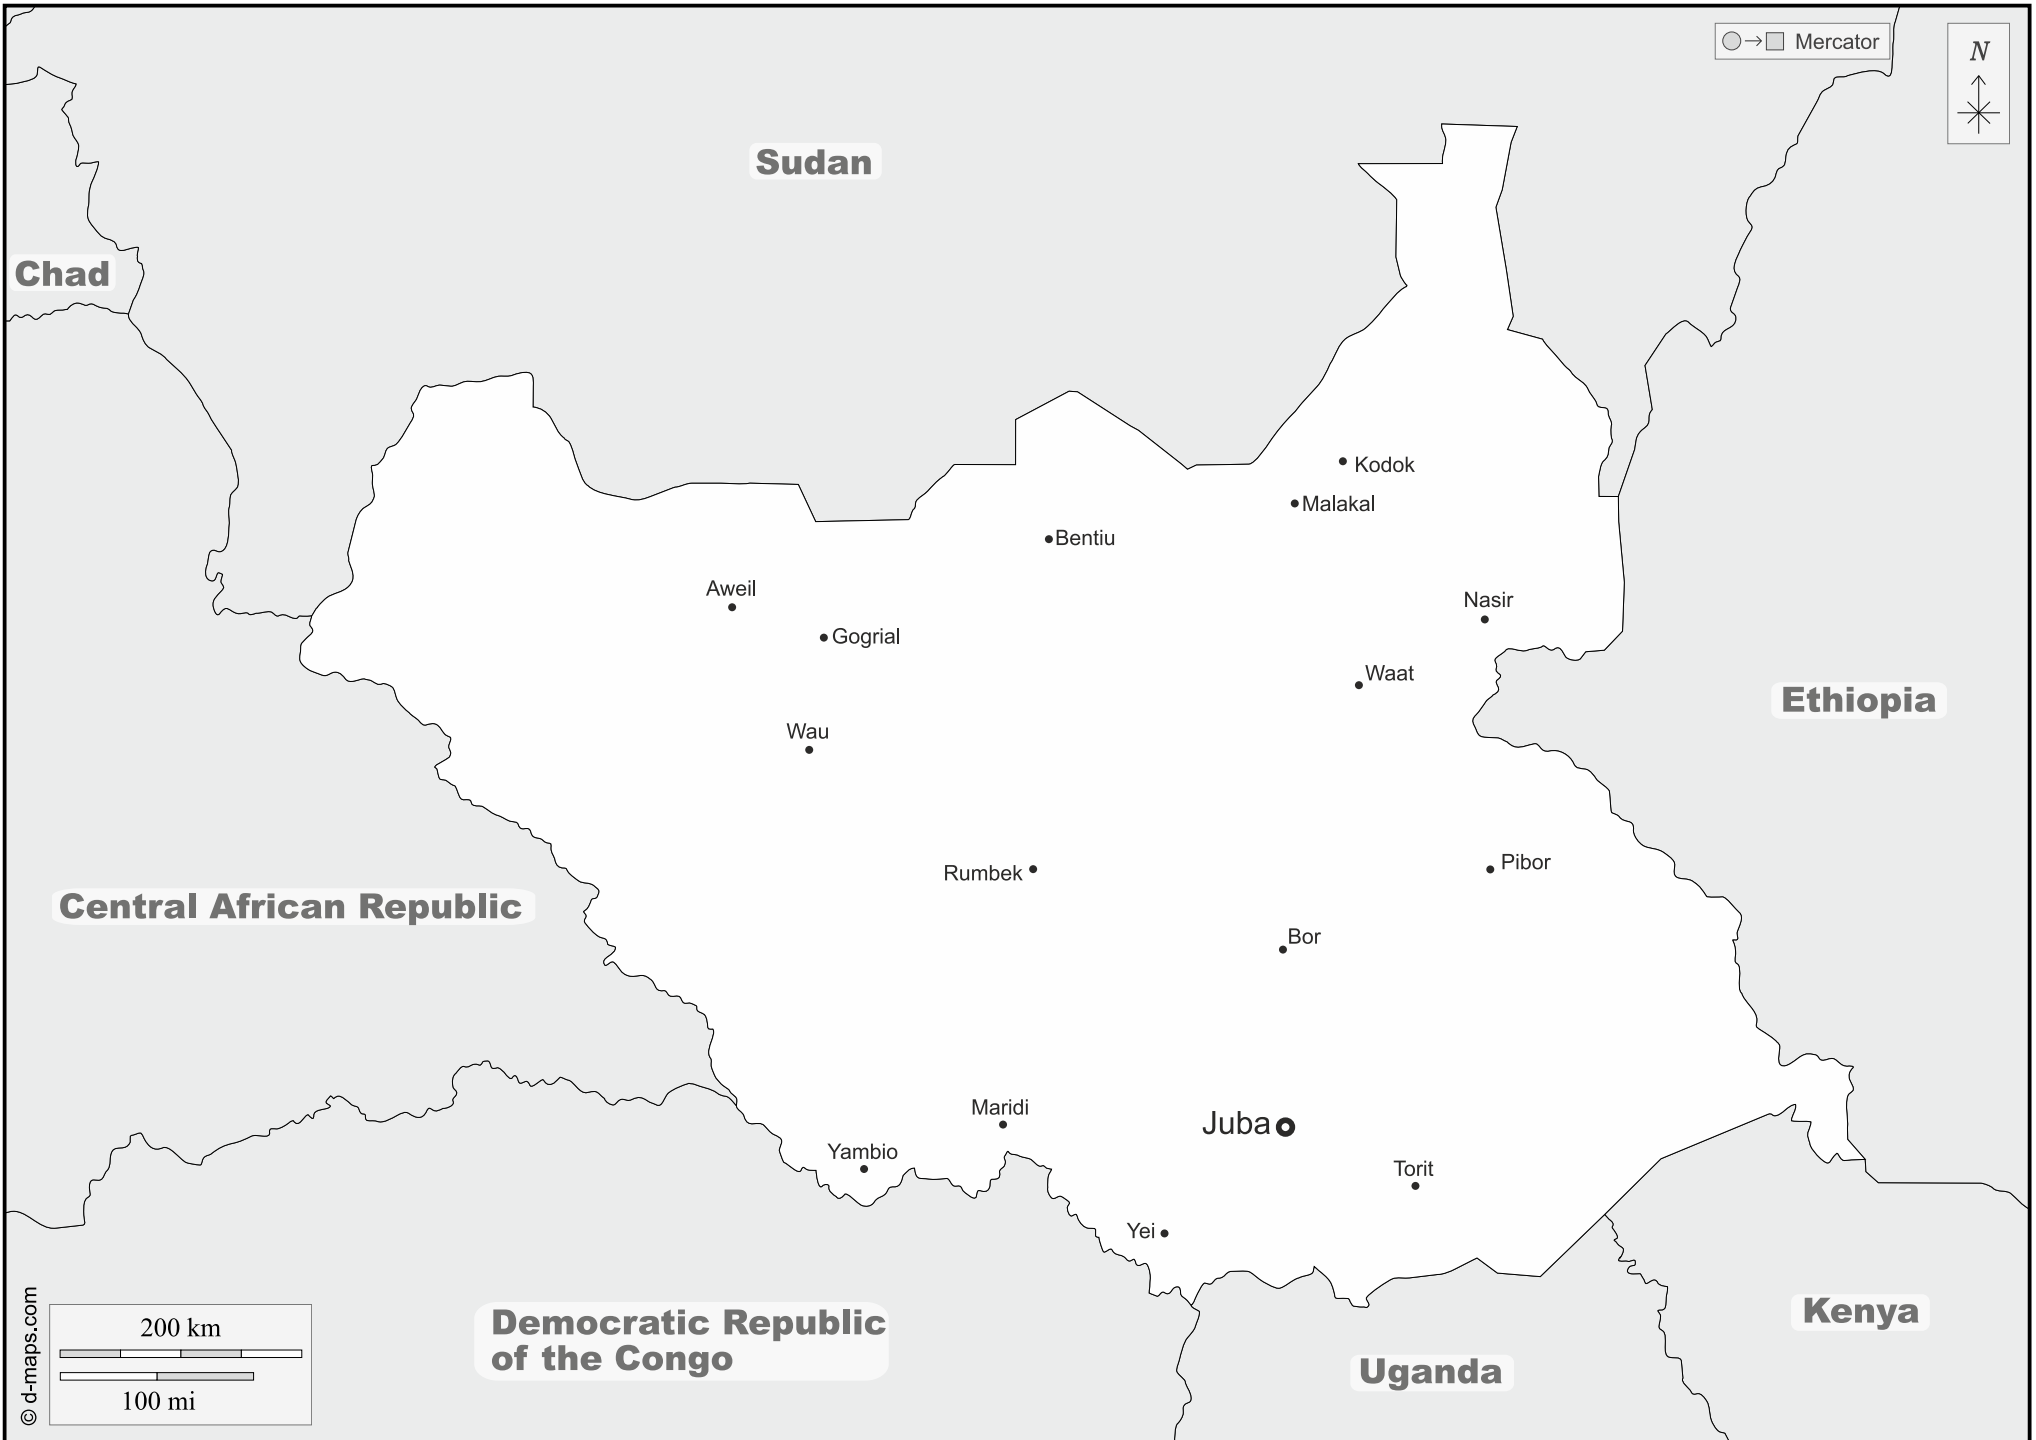 Mercator
N
Sudan
Chad
Kodok
Malakal
Bentiu
Aweil
Nasir
Gogrial
Waat
Ethiopia
Wau
Pibor
Rumbek
Central African Republic
Bor
Maridi
Juba
Yambio
Torit
Yei
Democratic Republic
of the Congo
Kenya
Uganda
200 km
100 mi
© d-maps.com